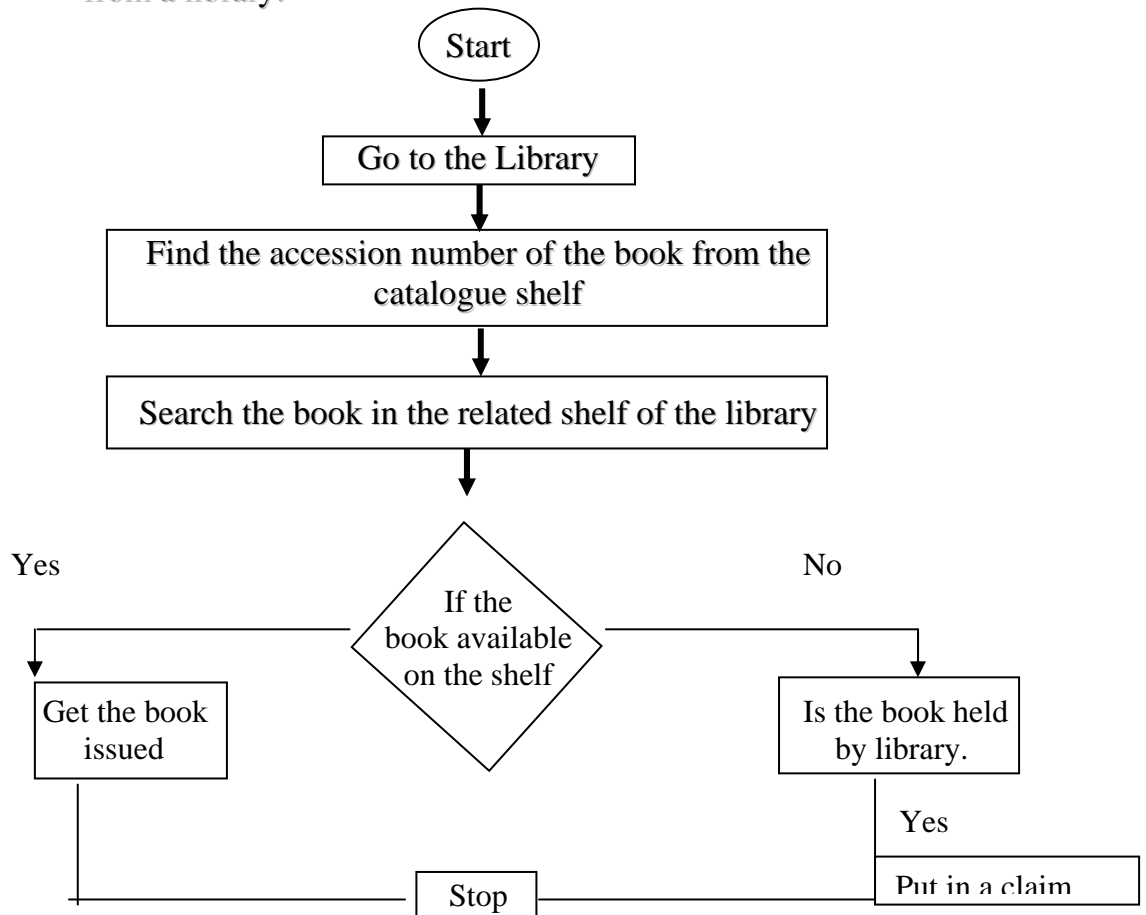 from a library.
Start
Go to the Library
Find the accession number of the book from the
catalogue shelf
Search the book in the related shelf of the library
Yes
No
If the
book available
on the shelf
Get the book
issued
Is the book held
by library.
Yes
Put in a claim
Stop